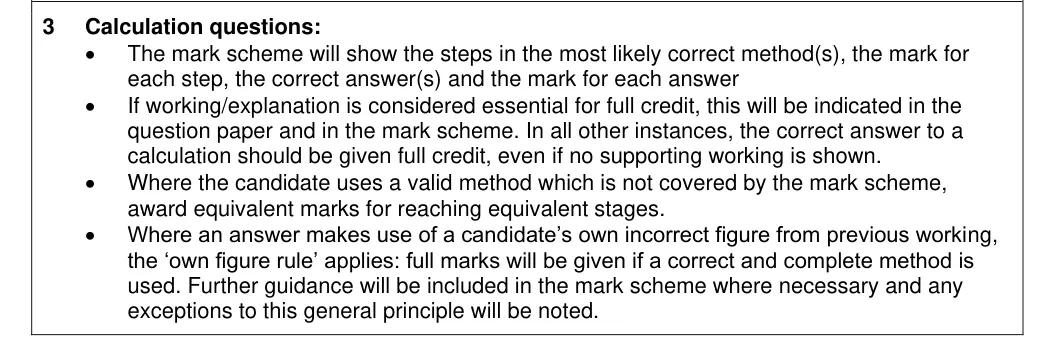 3 Calculation questions:
• The mark scheme will show the steps in the most likely correct method(s), the mark for
each step, the correct answer(s) and the mark for each answer
• If working/explanation is considered essential for full credit, this will be indicated in the
question paper and in the mark scheme. In all other instances, the correct answer to a
calculation should be given full credit, even if no supporting working is shown.
• Where the candidate uses a valid method which is not covered by the mark scheme,
award equivalent marks for reaching equivalent stages.
• Where an answer makes use of a candidate’s own incorrect figure from previous working,
the ‘own figure rule’ applies: full marks will be given if a correct and complete method is
used. Further guidance will be included in the mark scheme where necessary and any
exceptions to this general principle will be noted.